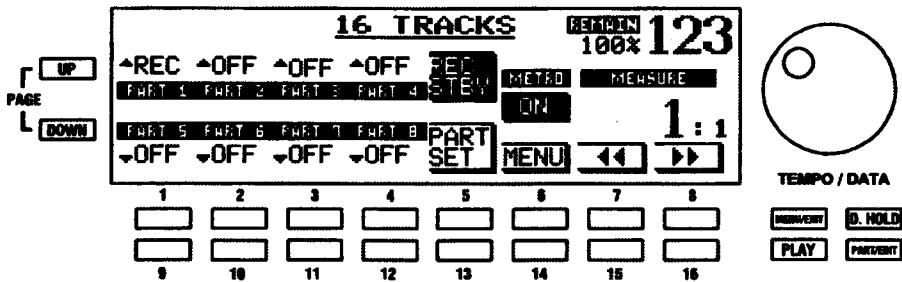 16 TRACKS
REMAIN
100% 123
REC OFF OFF OFF REC STBY
METRO MEASURE
PART 1 PART 2 PART 3 PART 4
ON
1 : 1
PART 5 PART 6 PART 7 PART 8
OFF OFF OFF OFF PART SET MENU
UP
PAGE
DOWN
1 2 3 4 5 6 7 8
9 10 11 12 13 14 15 16
TEMPO / DATA
D. HOLD
PLAY PART/EXIT